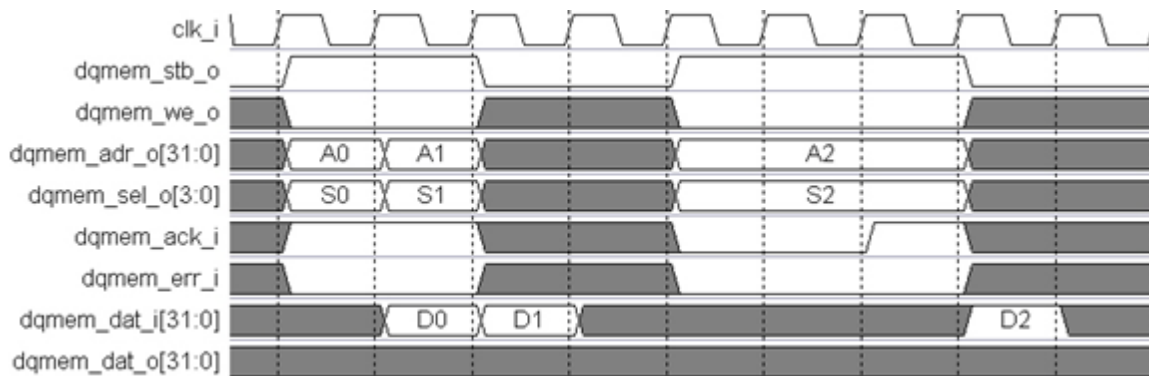 clk_i
dqmem_stb_o
dqmem_we_o
dqmem_adr_o[31:0] A0 A1 A2
dqmem_sel_o[3:0] S0 S1 S2
dqmem_ack_i
dqmem_err_i
dqmem_dat_i[31:0] D0 D1 D2
dqmem_dat_o[31:0]